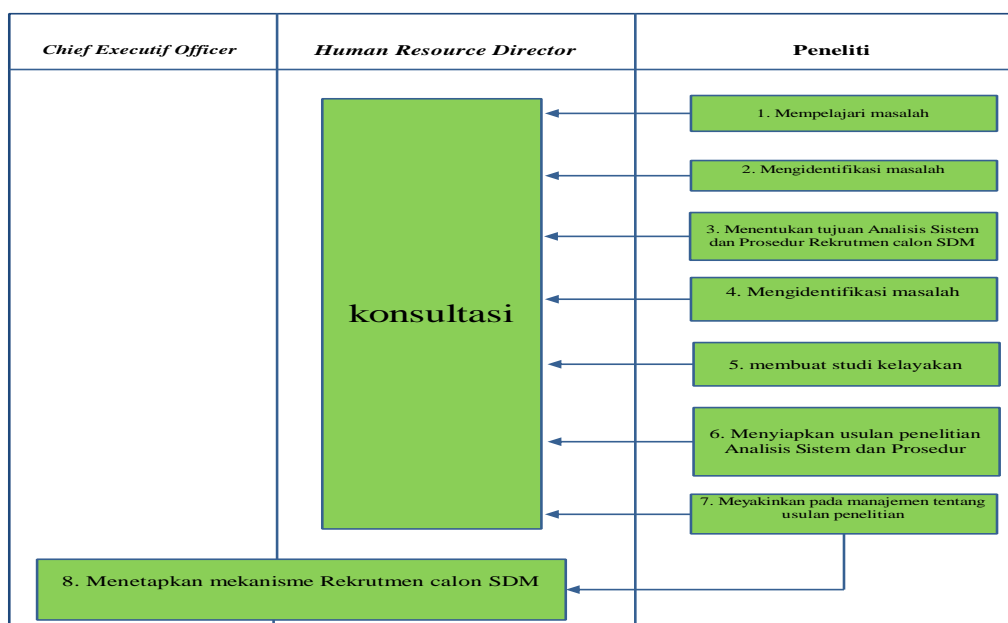 Chief Executif Officer
Human Resource Director
Peneliti
konsultasi
1. Mempelajari masalah
2. Mengidentifikasi masalah
3. Menentukan tujuan Analisis Sistem
dan Prosedur Rekrutmen calon SDM
4. Mengidentifikasi masalah
5. membuat studi kelayakan
6. Menyiapkan usulan penelitian
Analisis Sistem dan Prosedur
7. Meyakinkan pada manajemen tentang
usulan penelitian
8. Menetapkan mekanisme Rekrutmen calon SDM